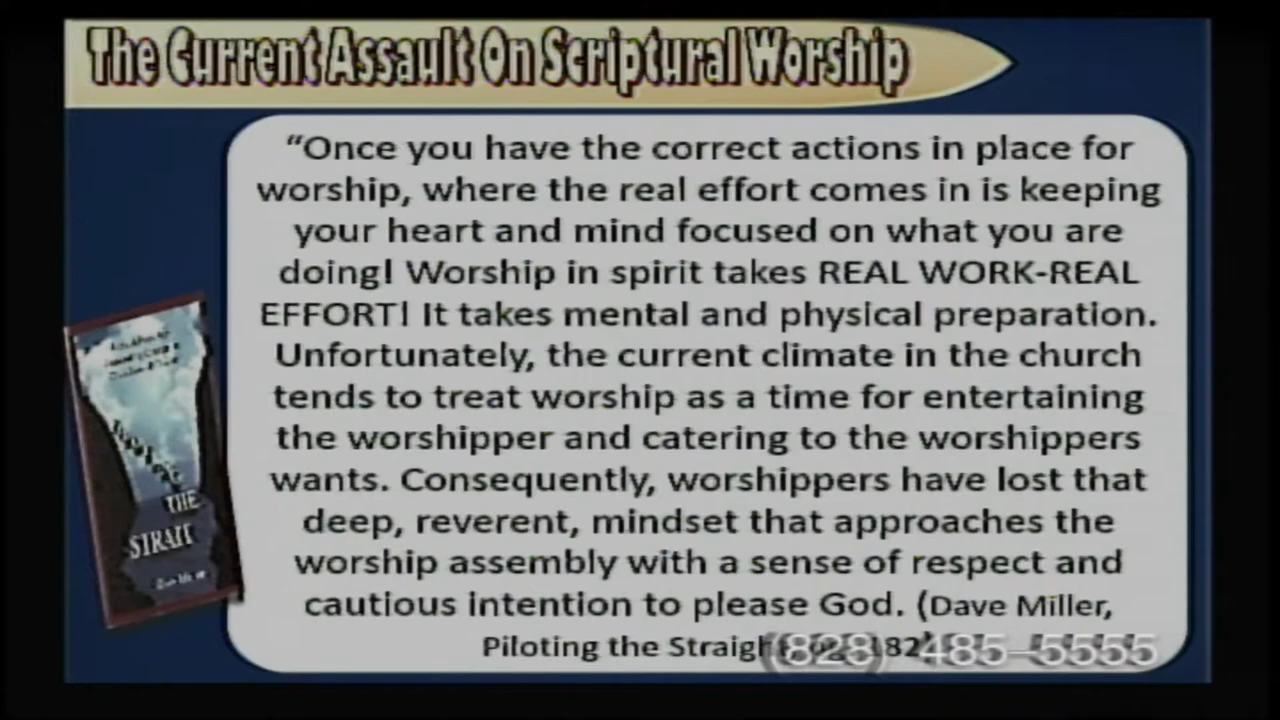 The Current Assault On Scriptural Worship
“Once you have the correct actions in place for
worship, where the real effort comes in is keeping
your heart and mind focused on what you are
doing! Worship in spirit takes REAL WORK-REAL
EFFORT! It takes mental and physical preparation.
Unfortunately, the current climate in the church
tends to treat worship as a time for entertaining
the worshipper and catering to the worshippers
wants. Consequently, worshippers have lost that
deep, reverent, mindset that approaches the
worship assembly with a sense of respect and
cautious intention to please God. (Dave Miller,
Piloting the Straight, pg. 182)
(828) 485-5555
THE
STRAIT